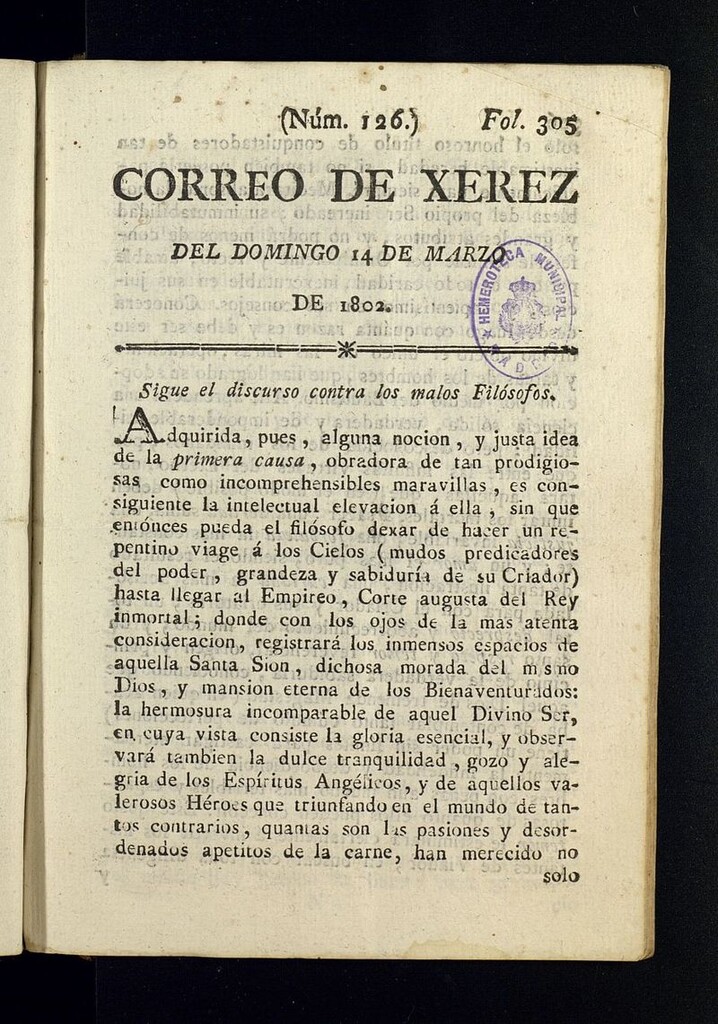 (Núm. 126.) Fol. 305
CORREO DE XEREZ
DEL DOMINGO 14 DE MARZO
DE 1802.
HEMEROTECA MUNICIPAL
Sigue el discurso contra los malos Filósofos.
Adquirida, pues, alguna nocion, y justa idea
de la primera causa, obradora de tan prodigio-
sas como incomprehensibles maravillas, es con-
siguiente la intelectual elevacion á ella, sin que
entónces pueda el filósofo dexar de hacer un re-
pentino viage á los Cielos (mudos predicadores
del poder, grandeza y sabiduría de su Criador)
hasta llegar al Empireo, Corte augusta del Rey
inmortal; donde con los ojos de la mas atenta
consideracion, registrará los inmensos espacios de
aquella Santa Sion, dichosa morada del mismo
Dios, y mansion eterna de los Bienaventurados:
la hermosura incomparable de aquel Divino Ser,
en cuya vista consiste la gloria esencial, y obser-
vará tambien la dulce tranquilidad, gozo y ale-
gria de los Espíritus Angélicos, y de aquellos va-
lerosos Héroes que triunfando en el mundo de tan-
tos contrarios, quantas son las pasiones y desor-
denados apetitos de la carne, han merecido no
solo